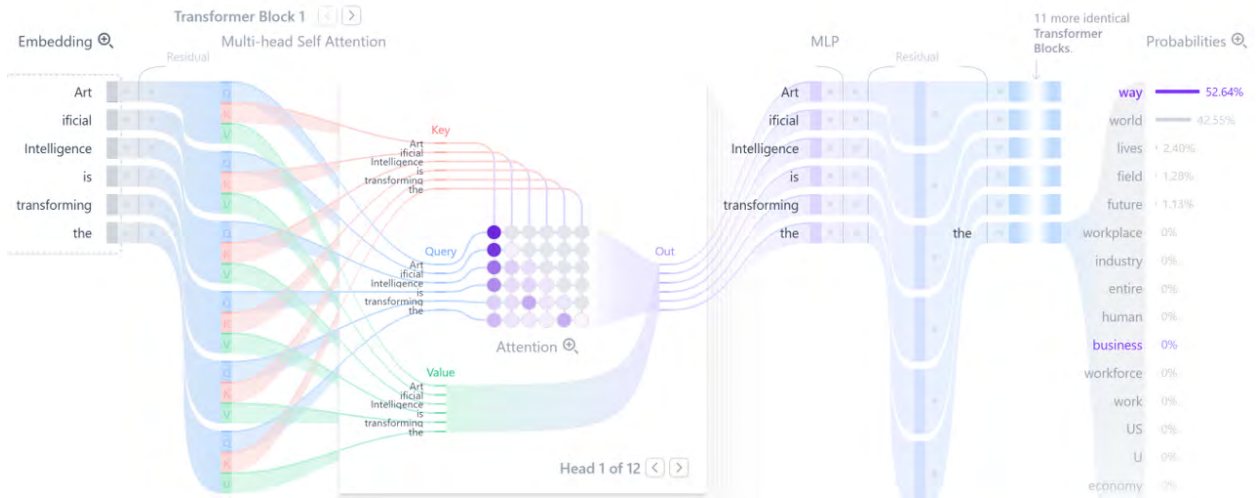 Transformer Block 1
Embedding
Multi-head Self Attention
Residual
MLP
Residual
11 more identical
Transformer
Blocks.
Probabilities
Art
ificial
Intelligence
is
transforming
the
Q
K
V
Q
K
V
Q
K
V
Q
K
V
Q
K
V
Q
K
V
Key
Art
ificial
Intelligence
is
transforming
the
Query
Art
ificial
Intelligence
is
transforming
the
Attention
Value
Art
ificial
Intelligence
is
transforming
the
Out
Head 1 of 12
Art
ificial
Intelligence
is
transforming
the
the
way 52.64%
world 42.55%
lives 2.40%
field 1.28%
future 1.13%
workplace 0%
industry 0%
entire 0%
human 0%
business 0%
workforce 0%
work 0%
US 0%
U 0%
economy 0%